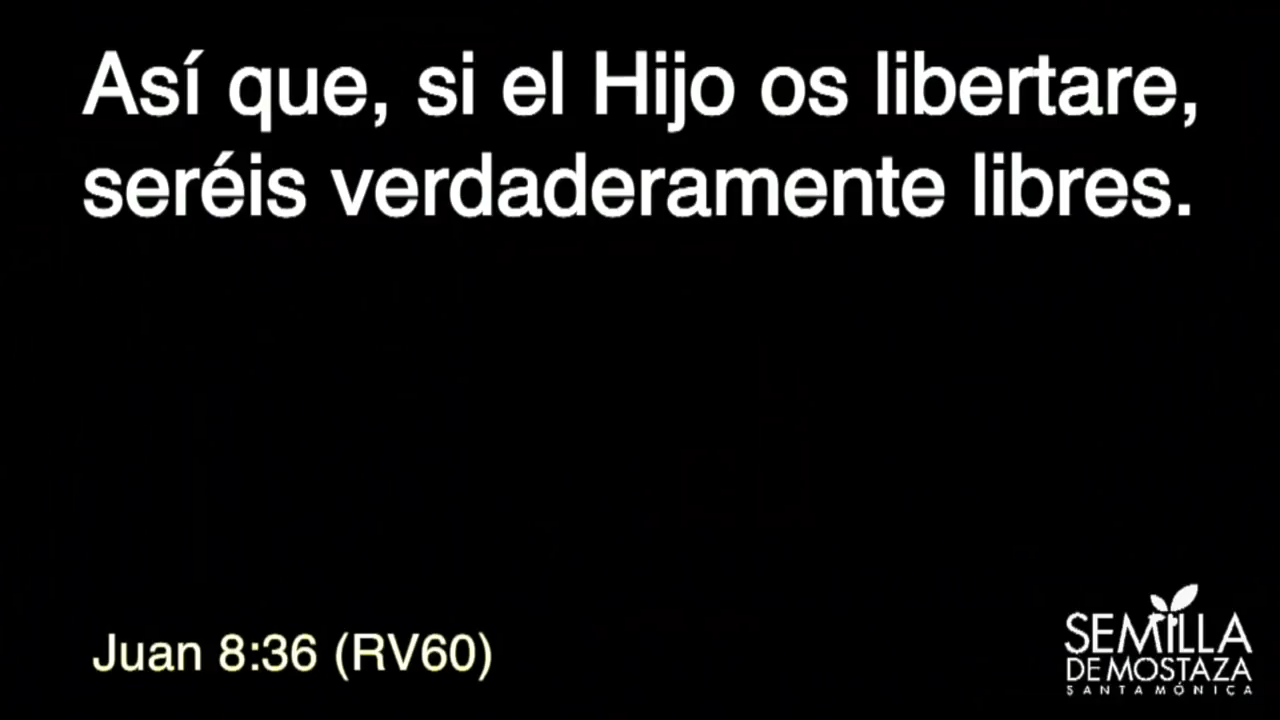 Así que, si el Hijo os libertare,
seréis verdaderamente libres.
Juan 8:36 (RV60)
SEMILLA
DE MOSTAZA
SANTA MÓNICA